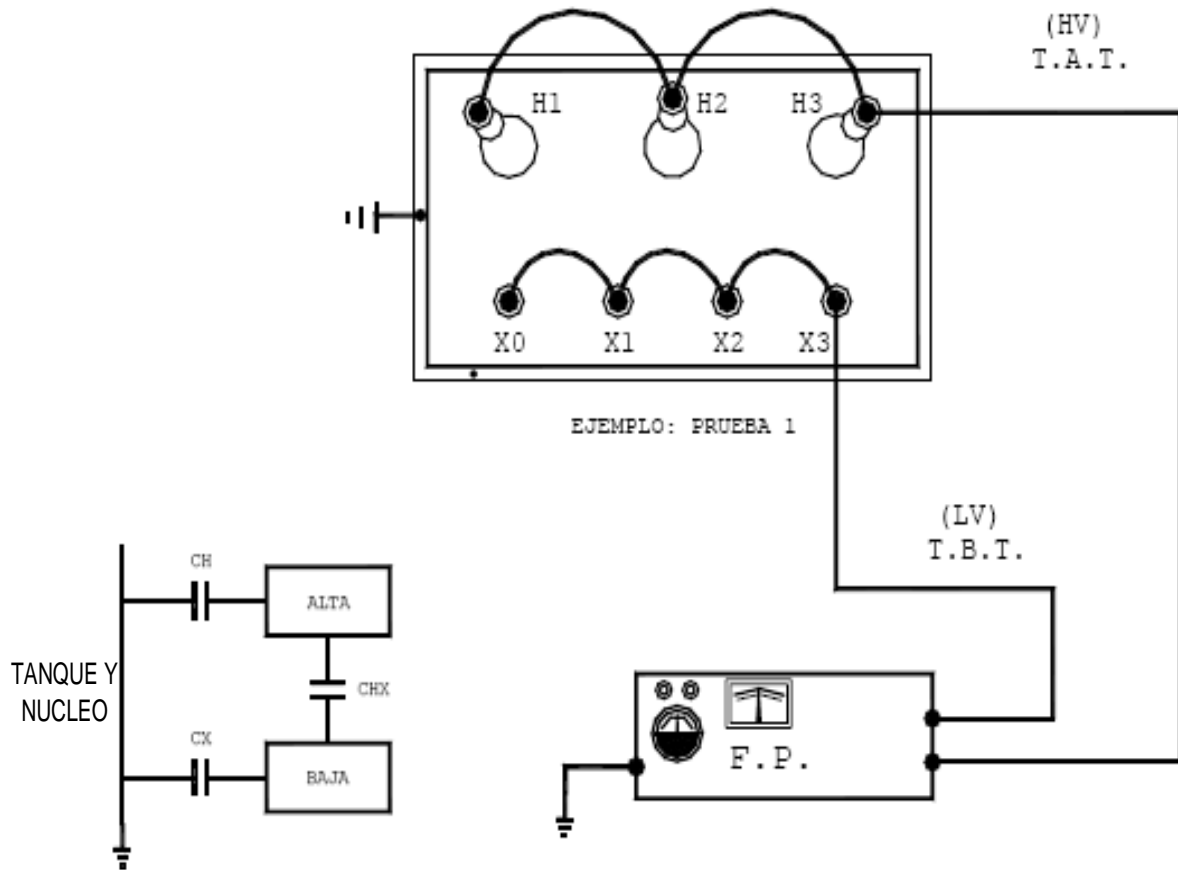 (HV)
T.A.T.
H1
H2
H3
X0
X1
X2
X3
EJEMPLO: PRUEBA 1
(LV)
T.B.T.
CH
ALTA
TANQUE Y
NUCLEO
CHX
CX
BAJA
F.P.